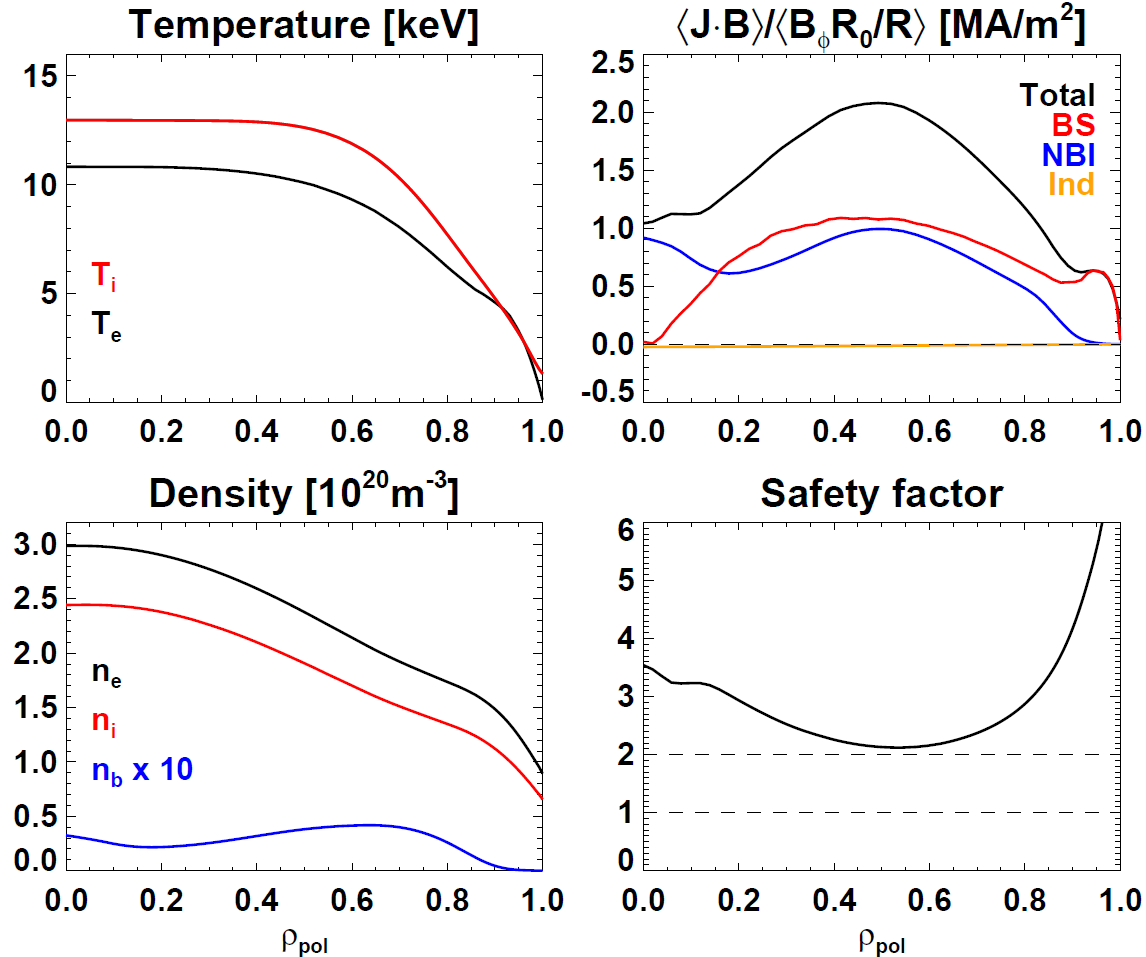 Temperature [keV]
15
10
5
0
T_i
T_e
0.0 0.2 0.4 0.6 0.8 1.0
⟨J·B⟩/⟨B_ϕR_0/R⟩ [MA/m²]
2.5
2.0
1.5
1.0
0.5
0.0
-0.5
Total
BS
NBI
Ind
0.0 0.2 0.4 0.6 0.8 1.0
Density [10²⁰m⁻³]
3.0
2.5
2.0
1.5
1.0
0.5
0.0
n_e
n_i
n_b x 10
0.0 0.2 0.4 0.6 0.8 1.0
ρ_pol
Safety factor
6
5
4
3
2
1
0
0.0 0.2 0.4 0.6 0.8 1.0
ρ_pol